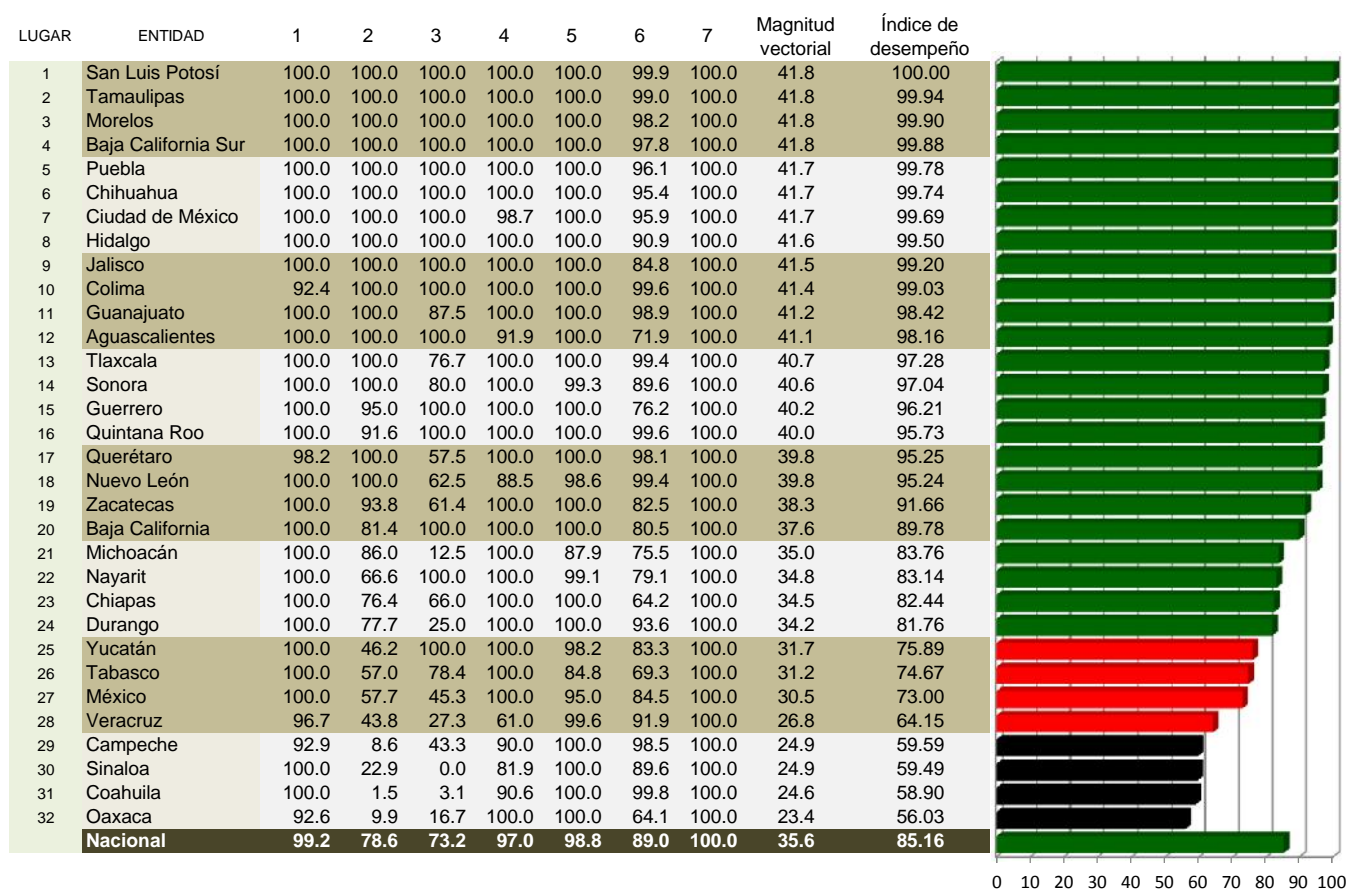 LUGAR ENTIDAD 1 2 3 4 5 6 7 Magnitud vectorial Índice de desempeño
1 San Luis Potosí 100.0 100.0 100.0 100.0 100.0 99.9 100.0 41.8 100.00
2 Tamaulipas 100.0 100.0 100.0 100.0 100.0 99.0 100.0 41.8 99.94
3 Morelos 100.0 100.0 100.0 100.0 100.0 98.2 100.0 41.8 99.90
4 Baja California Sur 100.0 100.0 100.0 100.0 100.0 97.8 100.0 41.8 99.88
5 Puebla 100.0 100.0 100.0 100.0 100.0 96.1 100.0 41.7 99.78
6 Chihuahua 100.0 100.0 100.0 100.0 100.0 95.4 100.0 41.7 99.74
7 Ciudad de México 100.0 100.0 100.0 98.7 100.0 95.9 100.0 41.7 99.69
8 Hidalgo 100.0 100.0 100.0 100.0 100.0 90.9 100.0 41.6 99.50
9 Jalisco 100.0 100.0 100.0 100.0 100.0 84.8 100.0 41.5 99.20
10 Colima 92.4 100.0 100.0 100.0 100.0 99.6 100.0 41.4 99.03
11 Guanajuato 100.0 100.0 87.5 100.0 100.0 98.9 100.0 41.2 98.42
12 Aguascalientes 100.0 100.0 100.0 91.9 100.0 71.9 100.0 41.1 98.16
13 Tlaxcala 100.0 100.0 76.7 100.0 100.0 99.4 100.0 40.7 97.28
14 Sonora 100.0 100.0 80.0 100.0 99.3 89.6 100.0 40.6 97.04
15 Guerrero 100.0 95.0 100.0 100.0 100.0 76.2 100.0 40.2 96.21
16 Quintana Roo 100.0 91.6 100.0 100.0 100.0 99.6 100.0 40.0 95.73
17 Querétaro 98.2 100.0 57.5 100.0 100.0 98.1 100.0 39.8 95.25
18 Nuevo León 100.0 100.0 62.5 88.5 98.6 99.4 100.0 39.8 95.24
19 Zacatecas 100.0 93.8 61.4 100.0 100.0 82.5 100.0 38.3 91.66
20 Baja California 100.0 81.4 100.0 100.0 100.0 80.5 100.0 37.6 89.78
21 Michoacán 100.0 86.0 12.5 100.0 87.9 75.5 100.0 35.0 83.76
22 Nayarit 100.0 66.6 100.0 100.0 99.1 79.1 100.0 34.8 83.14
23 Chiapas 100.0 76.4 66.0 100.0 100.0 64.2 100.0 34.5 82.44
24 Durango 100.0 77.7 25.0 100.0 100.0 93.6 100.0 34.2 81.76
25 Yucatán 100.0 46.2 100.0 100.0 98.2 83.3 100.0 31.7 75.89
26 Tabasco 100.0 57.0 78.4 100.0 84.8 69.3 100.0 31.2 74.67
27 México 100.0 57.7 45.3 100.0 95.0 84.5 100.0 30.5 73.00
28 Veracruz 96.7 43.8 27.3 61.0 99.6 91.9 100.0 26.8 64.15
29 Campeche 92.9 8.6 43.3 90.0 100.0 98.5 100.0 24.9 59.59
30 Sinaloa 100.0 22.9 0.0 81.9 100.0 89.6 100.0 24.9 59.49
31 Coahuila 100.0 1.5 3.1 90.6 100.0 99.8 100.0 24.6 58.90
32 Oaxaca 92.6 9.9 16.7 100.0 100.0 64.1 100.0 23.4 56.03
Nacional 99.2 78.6 73.2 97.0 98.8 89.0 100.0 35.6 85.16
0 10 20 30 40 50 60 70 80 90 100